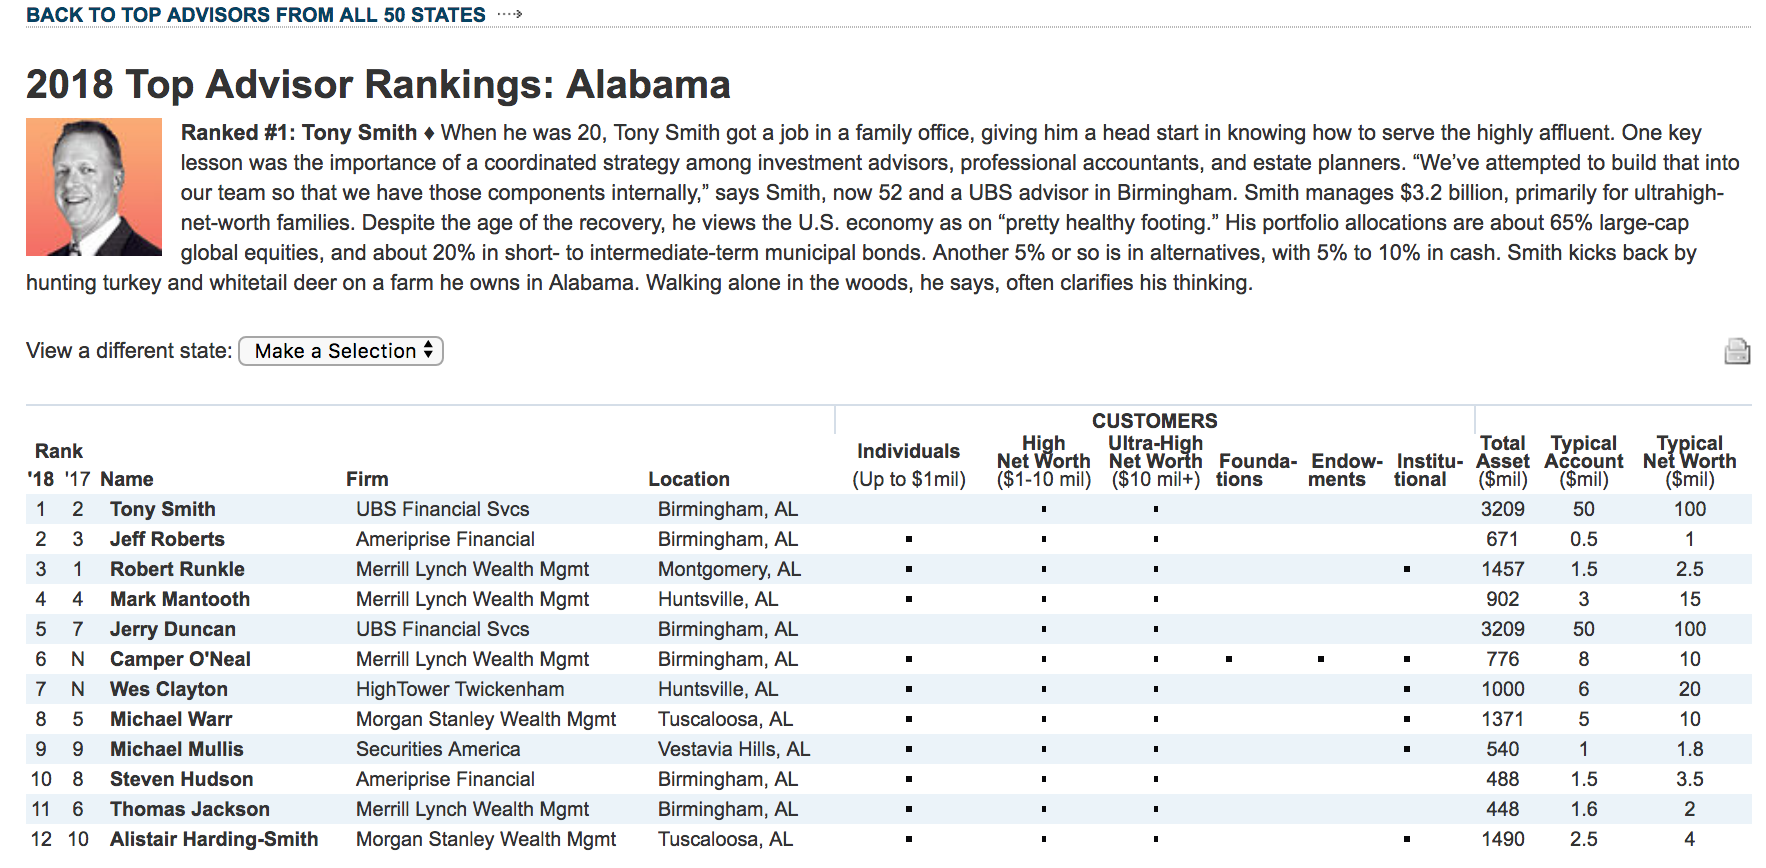 BACK TO TOP ADVISORS FROM ALL 50 STATES
2018 Top Advisor Rankings: Alabama
Ranked #1: Tony Smith ♦ When he was 20, Tony Smith got a job in a family office, giving him a head start in knowing how to serve the highly affluent. One key
lesson was the importance of a coordinated strategy among investment advisors, professional accountants, and estate planners. “We’ve attempted to build that into
our team so that we have those components internally,” says Smith, now 52 and a UBS advisor in Birmingham. Smith manages $3.2 billion, primarily for ultrahigh-
net-worth families. Despite the age of the recovery, he views the U.S. economy as on “pretty healthy footing.” His portfolio allocations are about 65% large-cap
global equities, and about 20% in short- to intermediate-term municipal bonds. Another 5% or so is in alternatives, with 5% to 10% in cash. Smith kicks back by
hunting turkey and whitetail deer on a farm he owns in Alabama. Walking alone in the woods, he says, often clarifies his thinking.
View a different state: Make a Selection
CUSTOMERS
Rank Individuals High Ultra-High Total Typical Typical
Net Worth Net Worth Founda- Endow- Institu- Asset Account Net Worth
'18 '17 Name Firm Location (Up to $1mil) ($1-10 mil) ($10 mil+) tions ments tional ($mil) ($mil) ($mil)
1 2 Tony Smith UBS Financial Svcs Birmingham, AL ▪ ▪ 3209 50 100
2 3 Jeff Roberts Ameriprise Financial Birmingham, AL ▪ ▪ ▪ 671 0.5 1
3 1 Robert Runkle Merrill Lynch Wealth Mgmt Montgomery, AL ▪ ▪ ▪ ▪ 1457 1.5 2.5
4 4 Mark Mantooth Merrill Lynch Wealth Mgmt Huntsville, AL ▪ ▪ ▪ 902 3 15
5 7 Jerry Duncan UBS Financial Svcs Birmingham, AL ▪ ▪ 3209 50 100
6 N Camper O'Neal Merrill Lynch Wealth Mgmt Birmingham, AL ▪ ▪ ▪ ▪ ▪ ▪ 776 8 10
7 N Wes Clayton HighTower Twickenham Huntsville, AL ▪ ▪ ▪ ▪ 1000 6 20
8 5 Michael Warr Morgan Stanley Wealth Mgmt Tuscaloosa, AL ▪ ▪ ▪ ▪ 1371 5 10
9 9 Michael Mullis Securities America Vestavia Hills, AL ▪ ▪ ▪ ▪ 540 1 1.8
10 8 Steven Hudson Ameriprise Financial Birmingham, AL ▪ ▪ ▪ 488 1.5 3.5
11 6 Thomas Jackson Merrill Lynch Wealth Mgmt Birmingham, AL ▪ ▪ ▪ 448 1.6 2
12 10 Alistair Harding-Smith Morgan Stanley Wealth Mgmt Tuscaloosa, AL ▪ ▪ ▪ ▪ 1490 2.5 4